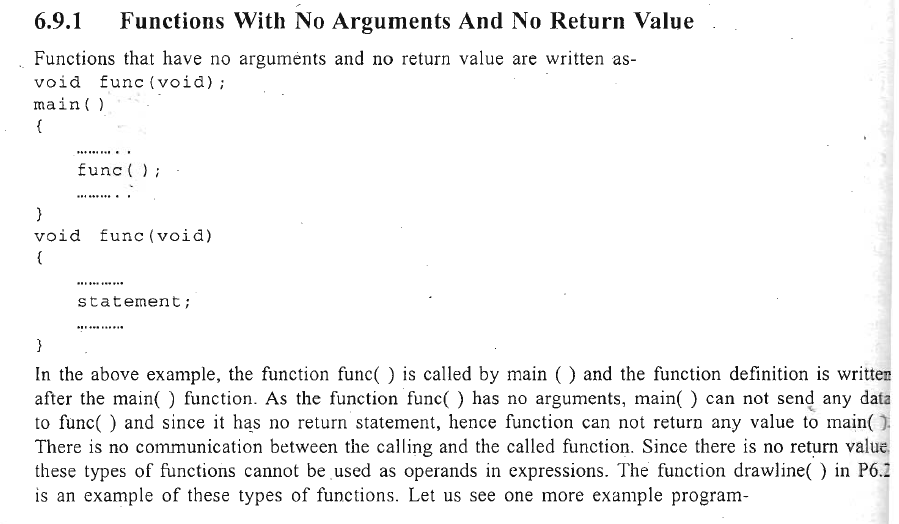 6.9.1 Functions With No Arguments And No Return Value
Functions that have no arguments and no return value are written as-
void func(void);
main( )
{
...........
func( );
...........
}
void func(void)
{
............
statement;
............
}
In the above example, the function func( ) is called by main ( ) and the function definition is written
after the main( ) function. As the function func( ) has no arguments, main( ) can not send any data
to func( ) and since it has no return statement, hence function can not return any value to main( ).
There is no communication between the calling and the called function. Since there is no return value
these types of functions cannot be used as operands in expressions. The function drawline( ) in P6.2
is an example of these types of functions. Let us see one more example program-